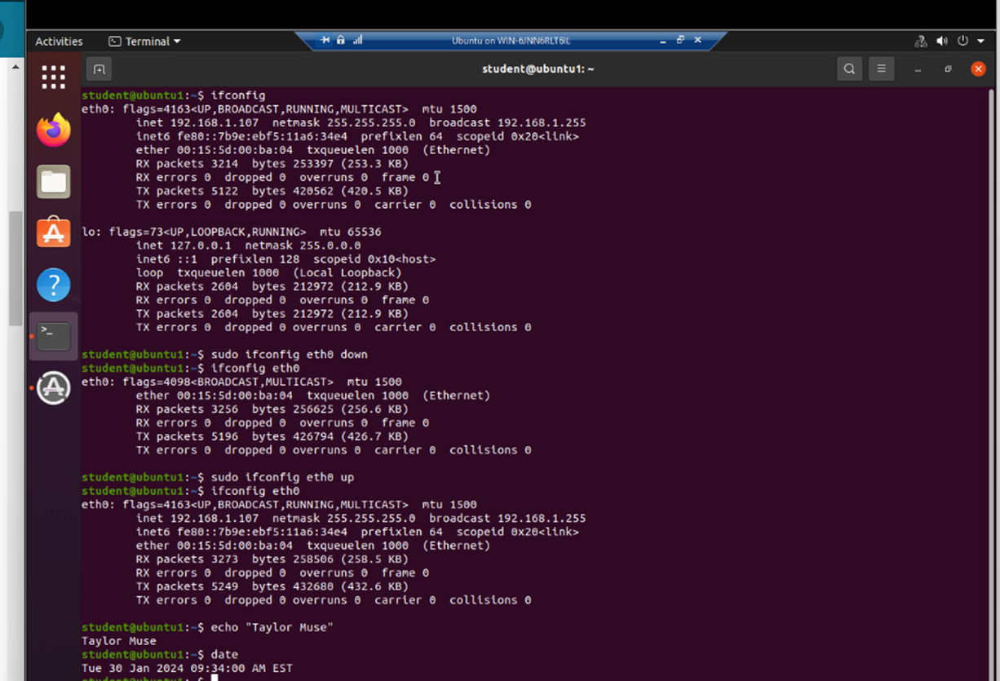 Activities Terminal Ubuntu on WIN-6JNN6RLT6IL
student@ubuntu1: ~
student@ubuntu1:~$ ifconfig
eth0: flags=4163<UP,BROADCAST,RUNNING,MULTICAST>  mtu 1500
        inet 192.168.1.107  netmask 255.255.255.0  broadcast 192.168.1.255
        inet6 fe80::7b9e:ebf5:11a6:34e4  prefixlen 64  scopeid 0x20<link>
        ether 00:15:5d:00:ba:04  txqueuelen 1000  (Ethernet)
        RX packets 3214  bytes 253397 (253.3 KB)
        RX errors 0  dropped 0  overruns 0  frame 0
        TX packets 5122  bytes 420562 (420.5 KB)
        TX errors 0  dropped 0 overruns 0  carrier 0  collisions 0
lo: flags=73<UP,LOOPBACK,RUNNING>  mtu 65536
        inet 127.0.0.1  netmask 255.0.0.0
        inet6 ::1  prefixlen 128  scopeid 0x10<host>
        loop  txqueuelen 1000  (Local Loopback)
        RX packets 2604  bytes 212972 (212.9 KB)
        RX errors 0  dropped 0  overruns 0  frame 0
        TX packets 2604  bytes 212972 (212.9 KB)
        TX errors 0  dropped 0 overruns 0  carrier 0  collisions 0
student@ubuntu1:~$ sudo ifconfig eth0 down
student@ubuntu1:~$ ifconfig eth0
eth0: flags=4098<BROADCAST,MULTICAST>  mtu 1500
        ether 00:15:5d:00:ba:04  txqueuelen 1000  (Ethernet)
        RX packets 3256  bytes 256625 (256.6 KB)
        RX errors 0  dropped 0  overruns 0  frame 0
        TX packets 5196  bytes 426794 (426.7 KB)
        TX errors 0  dropped 0 overruns 0  carrier 0  collisions 0
student@ubuntu1:~$ sudo ifconfig eth0 up
student@ubuntu1:~$ ifconfig eth0
eth0: flags=4163<UP,BROADCAST,RUNNING,MULTICAST>  mtu 1500
        inet 192.168.1.107  netmask 255.255.255.0  broadcast 192.168.1.255
        inet6 fe80::7b9e:ebf5:11a6:34e4  prefixlen 64  scopeid 0x20<link>
        ether 00:15:5d:00:ba:04  txqueuelen 1000  (Ethernet)
        RX packets 3273  bytes 258506 (258.5 KB)
        RX errors 0  dropped 0  overruns 0  frame 0
        TX packets 5249  bytes 432680 (432.6 KB)
        TX errors 0  dropped 0 overruns 0  carrier 0  collisions 0
student@ubuntu1:~$ echo "Taylor Muse"
Taylor Muse
student@ubuntu1:~$ date
Tue 30 Jan 2024 09:34:00 AM EST
student@ubuntu1:~$